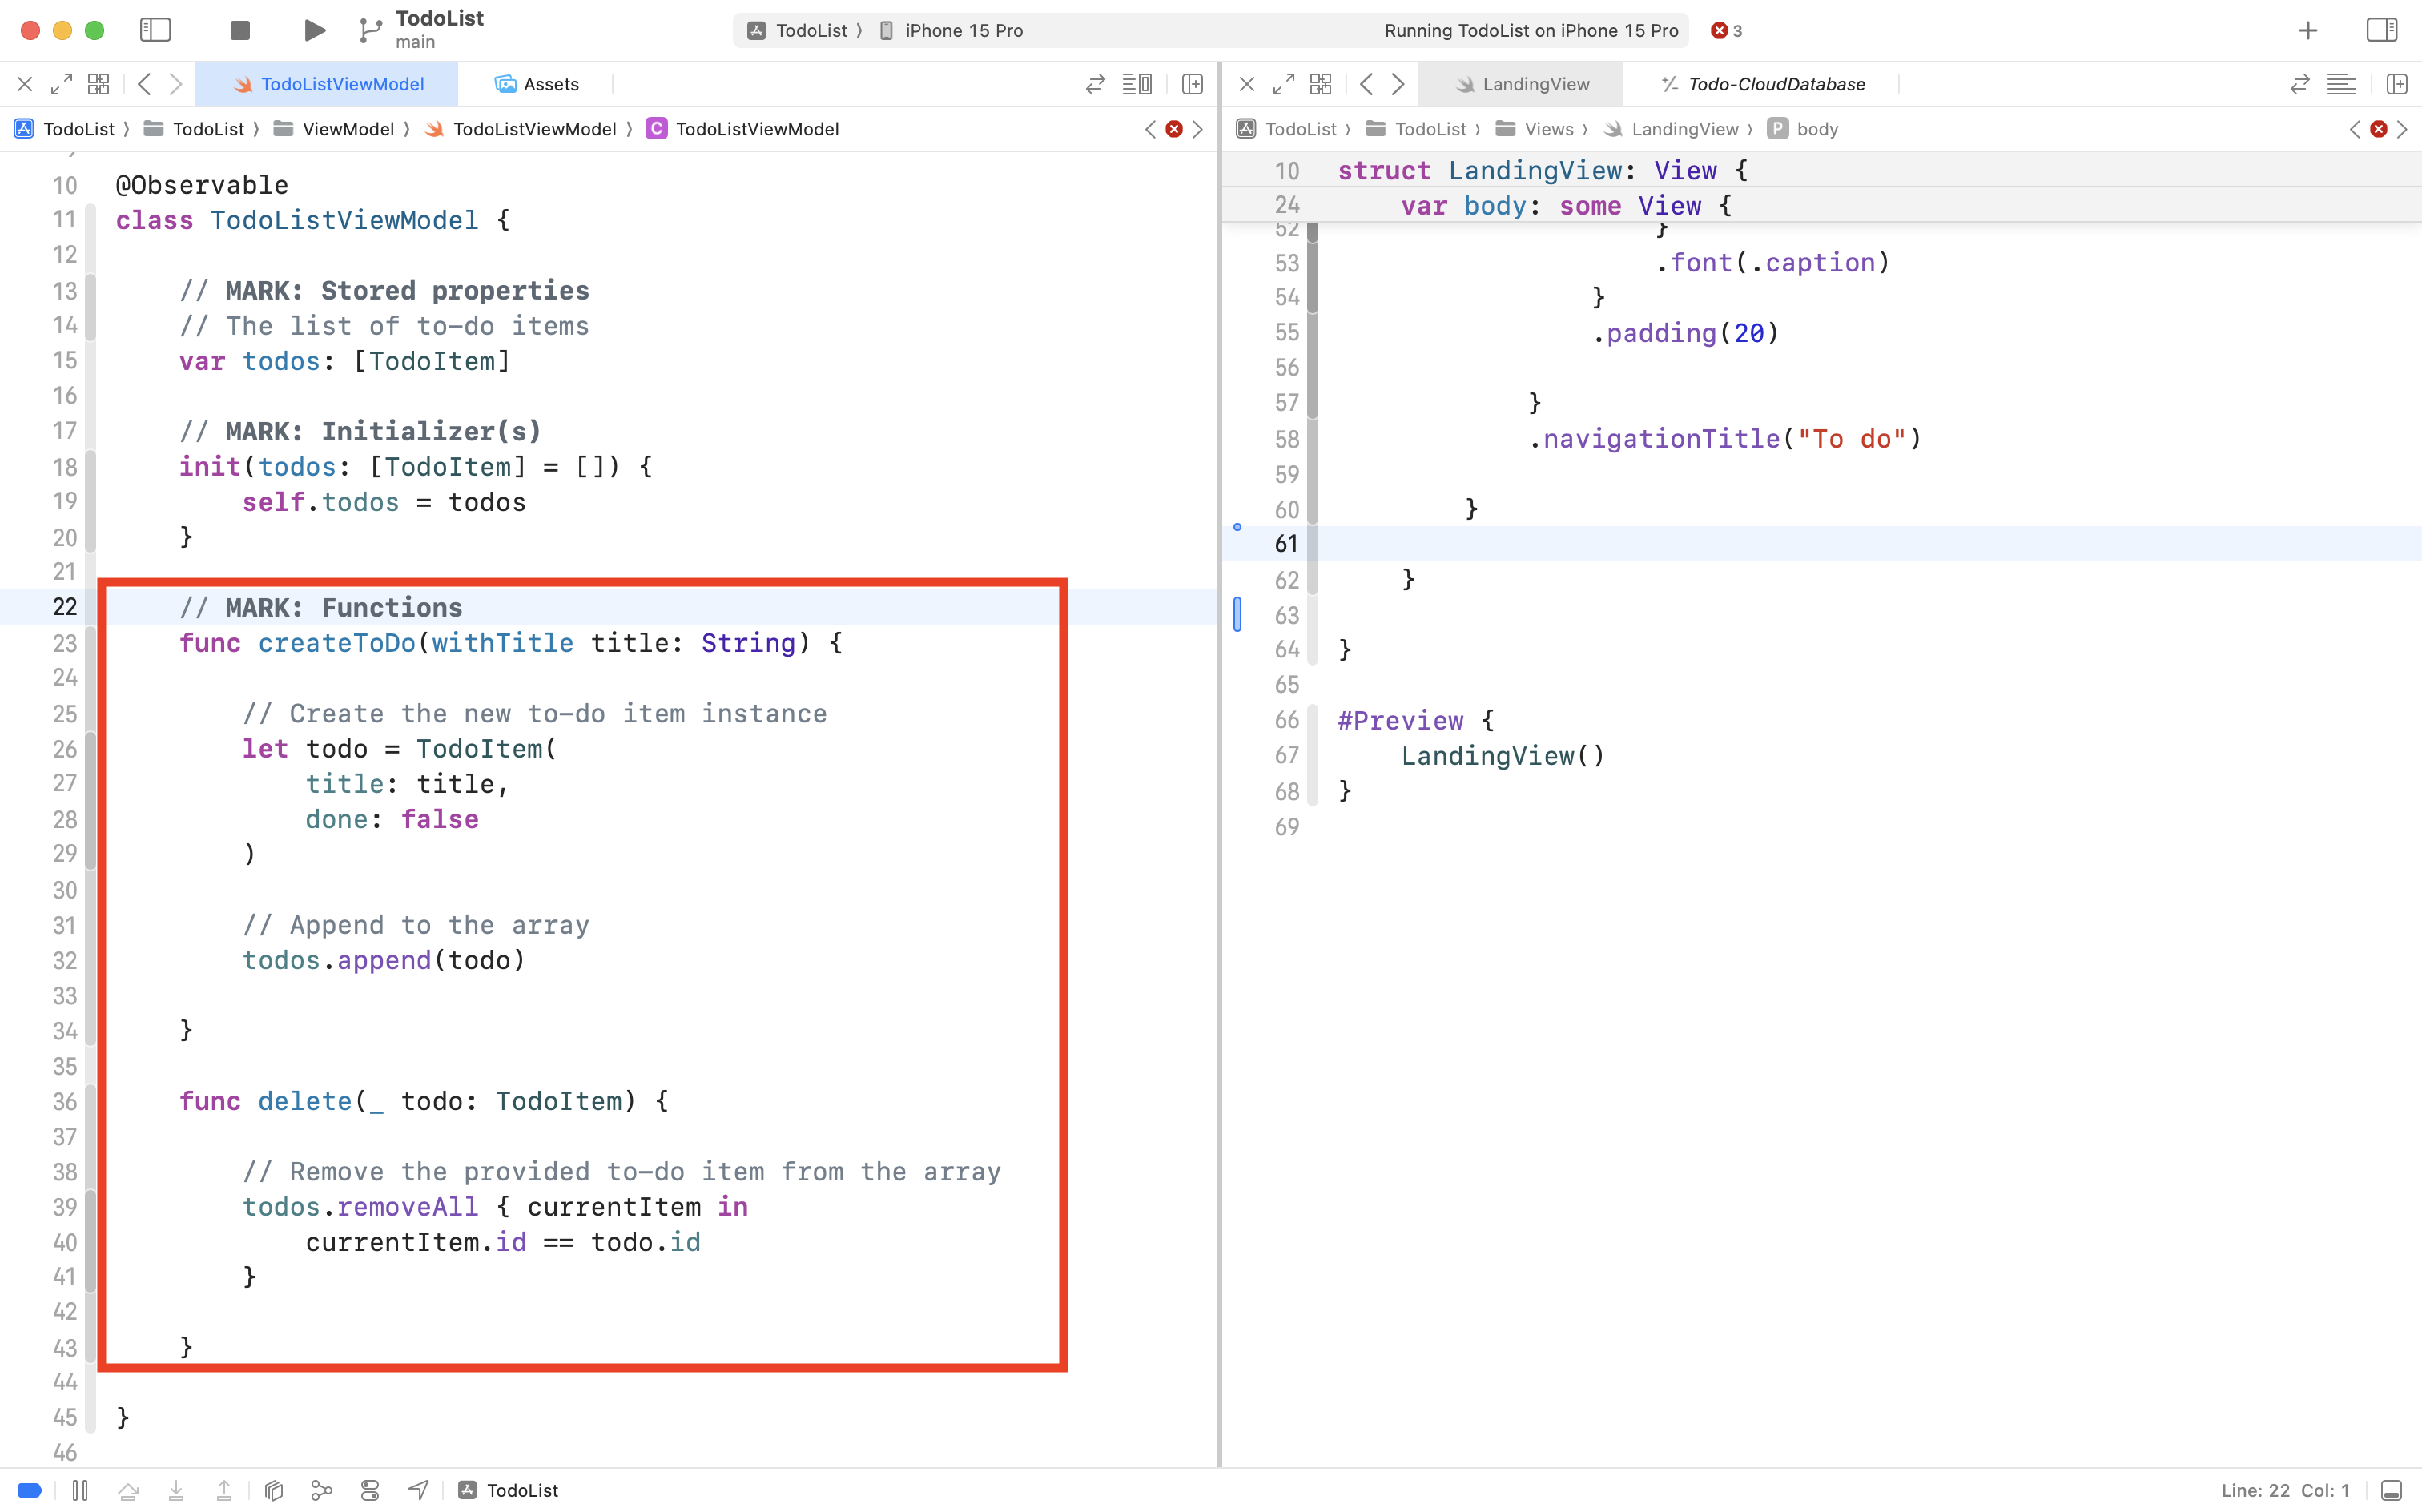 TodoList
main
TodoList 〉 iPhone 15 Pro
Running TodoList on iPhone 15 Pro
3
TodoListViewModel
Assets
TodoList 〉 TodoList 〉 ViewModel 〉 TodoListViewModel 〉 C TodoListViewModel
10 @Observable
11 class TodoListViewModel {
12
13     // MARK: Stored properties
14     // The list of to-do items
15     var todos: [TodoItem]
16
17     // MARK: Initializer(s)
18     init(todos: [TodoItem] = []) {
19         self.todos = todos
20     }
21
22     // MARK: Functions
23     func createToDo(withTitle title: String) {
24
25         // Create the new to-do item instance
26         let todo = TodoItem(
27             title: title,
28             done: false
29         )
30
31         // Append to the array
32         todos.append(todo)
33
34     }
35
36     func delete(_ todo: TodoItem) {
37
38         // Remove the provided to-do item from the array
39         todos.removeAll { currentItem in
40             currentItem.id == todo.id
41         }
42
43     }
44
45 }
46
LandingView
Todo-CloudDatabase
TodoList 〉 TodoList 〉 Views 〉 LandingView 〉 P body
10 struct LandingView: View {
24     var body: some View {
52                     }
53                     .font(.caption)
54                 }
55                 .padding(20)
56
57             }
58             .navigationTitle("To do")
59
60         }
61
62     }
63
64 }
65
66 #Preview {
67     LandingView()
68 }
69
TodoList
Line: 22 Col: 1